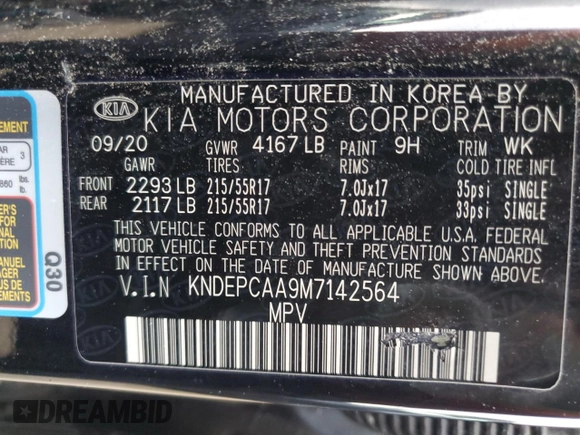 MANUFACTURED IN KOREA BY
KIA KIA MOTORS CORPORATION
09/20 GVWR 4167 LB PAINT 9H TRIM WK
GAWR TIRES RIMS COLD TIRE INFL
FRONT 2293 LB 215/55R17 7.0Jx17 35psi SINGLE
REAR 2117 LB 215/55R17 7.0Jx17 33psi SINGLE
THIS VEHICLE CONFORMS TO ALL APPLICABLE U.S.A. FEDERAL
MOTOR VEHICLE SAFETY AND THEFT PREVENTION STANDARDS
IN EFFECT ON THE DATE OF MANUFACTURE SHOWN ABOVE.
V.I.N KNDEPCAA9M7142564
MPV
Q30
DREAMBID